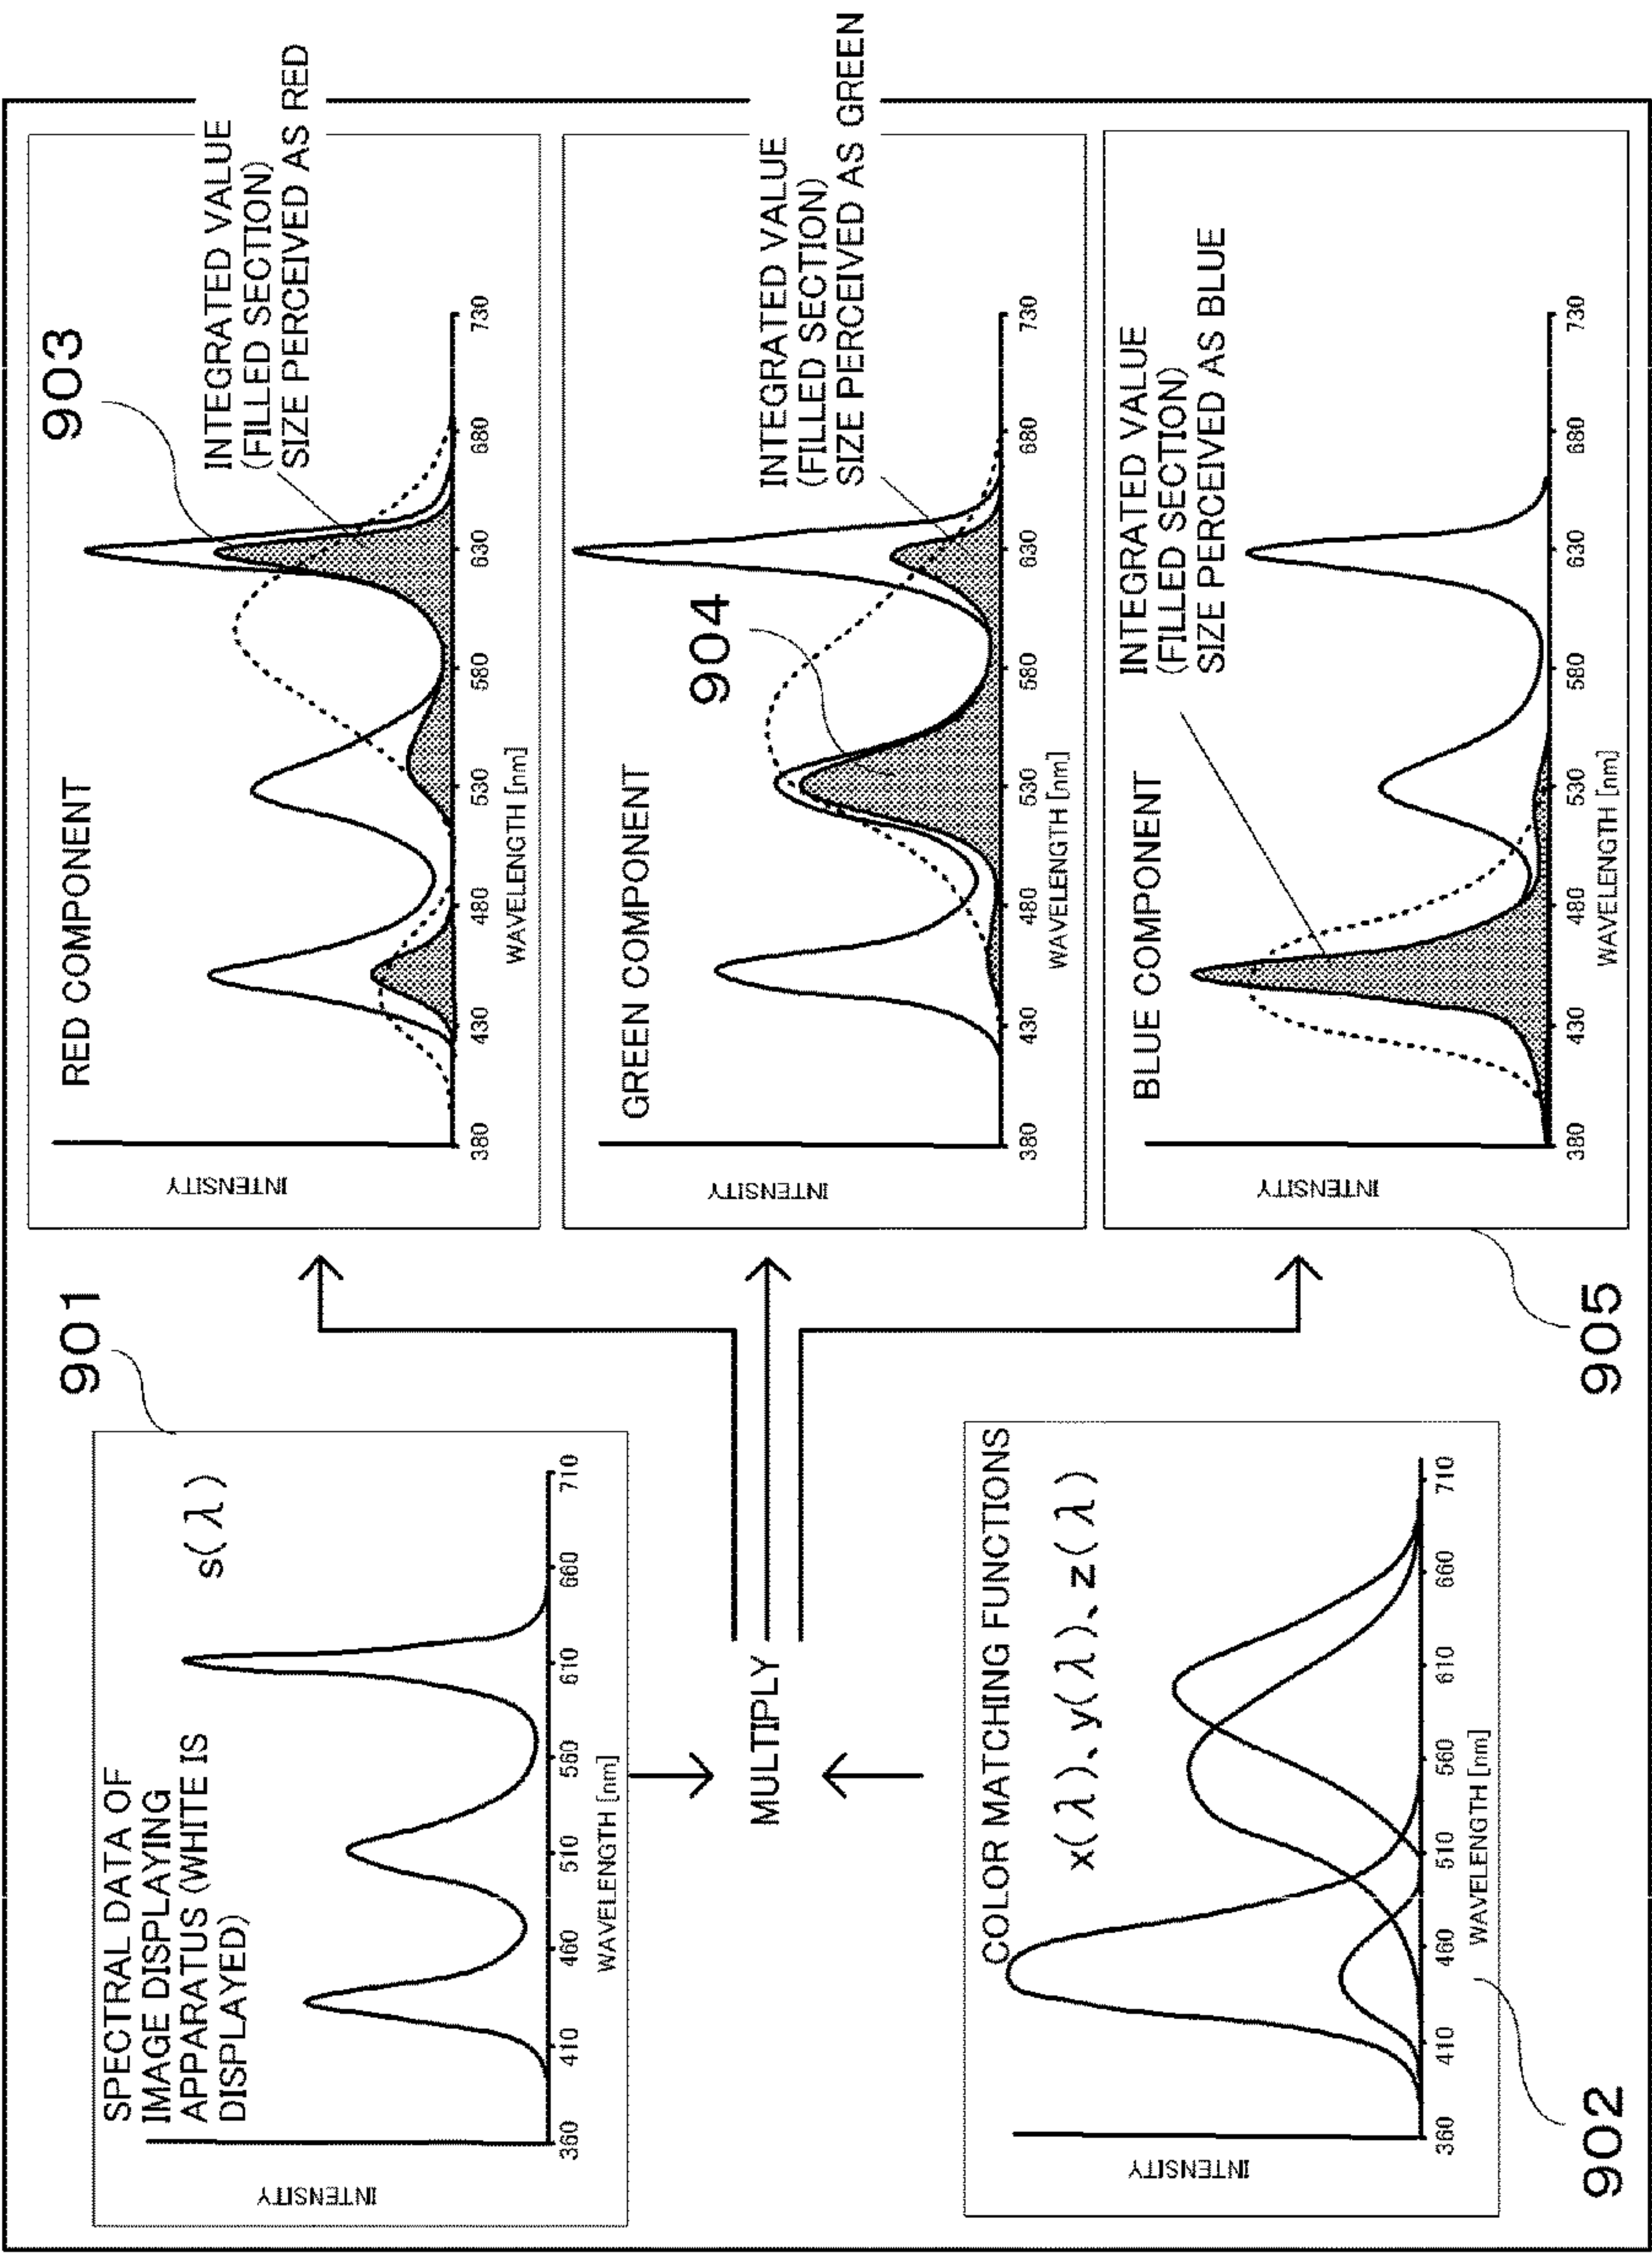 901
SPECTRAL DATA OF
IMAGE DISPLAYING
APPARATUS (WHITE IS
DISPLAYED)
s(λ)
INTENSITY
360
410
460
510
560
610
660
710
WAVELENGTH [nm]
MULTIPLY
COLOR MATCHING FUNCTIONS
x(λ)、y(λ)、z(λ)
INTENSITY
360
410
460
510
560
610
660
710
WAVELENGTH [nm]
902
903
RED COMPONENT
INTEGRATED VALUE
(FILLED SECTION)
SIZE PERCEIVED AS RED
INTENSITY
380
430
480
530
580
630
680
730
WAVELENGTH [nm]
GREEN COMPONENT
904
INTEGRATED VALUE
(FILLED SECTION)
SIZE PERCEIVED AS GREEN
INTENSITY
380
430
480
530
580
630
680
730
WAVELENGTH [nm]
BLUE COMPONENT
INTEGRATED VALUE
(FILLED SECTION)
SIZE PERCEIVED AS BLUE
INTENSITY
380
430
480
530
580
630
680
730
WAVELENGTH [nm]
905